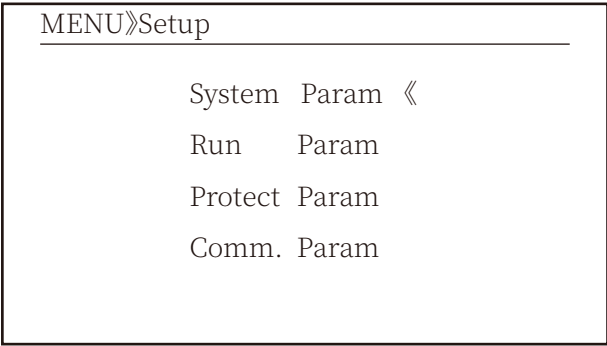 MENU》Setup
System Param 《
Run Param
Protect Param
Comm. Param